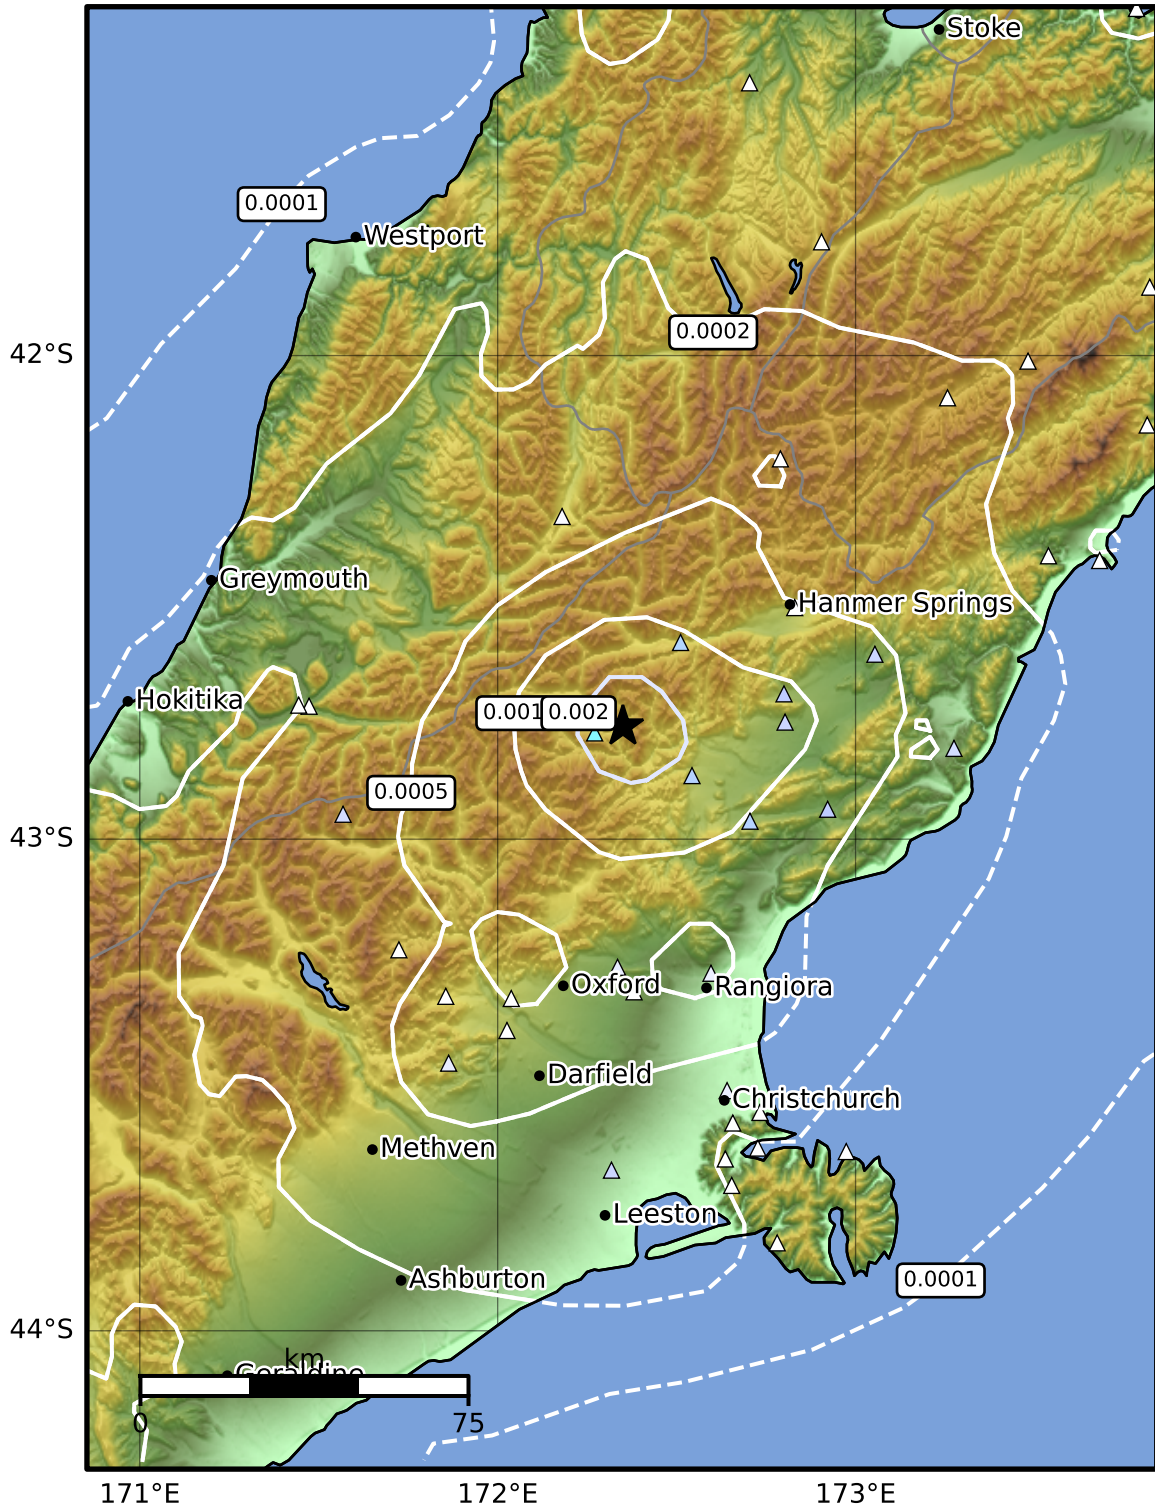 Stoke
0.0001
Westport
0.0002
42°S
Greymouth
Hanmer Springs
Hokitika
0.001
0.002
0.0005
43°S
Oxford
Rangiora
Darfield
Christchurch
Methven
Leeston
Ashburton
0.0001
44°S
km
Geraldine
0
75
171°E
172°E
173°E